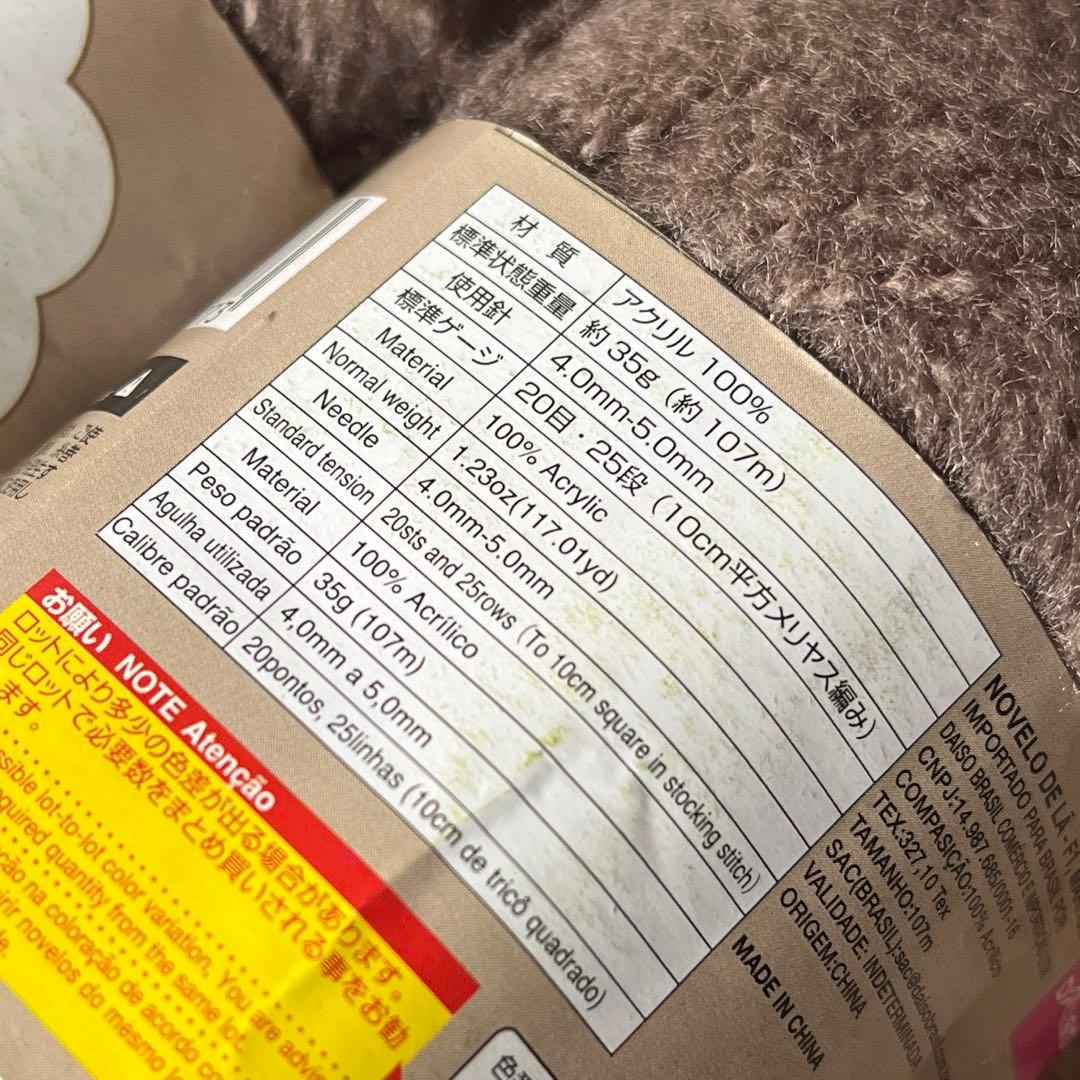 材質 アクリル 100%
標準状態重量 約 35g (約 107m)
使用針 4.0mm-5.0mm
標準ゲージ 20目・25段 (10cm平方メリヤス編み)
Material 100% Acrylic
Normal weight 1.23oz(117.01yd)
Needle 4.0mm-5.0mm
Standard tension 20sts and 25rows (To 10cm square in stocking stitch)
Material 100% Acrílico
Peso padrão 35g (107m)
Agulha utilizada 4,0mm a 5,0mm
Calibre padrão 20pontos, 25linhas (10cm de tricô quadrado)
お願い NOTE Atenção
ロットにより多少の色差が出る場合があります。
同じロットで必要数をまとめ買いされる事をお勧
ます。
lot-to-lot color variation, You are
quantity from the same lot.
na coloração de acordo
novelos do mesmo
NOVELO DE LÃ
IMPORTADO PARA BRASIL POR:
DAISO BRASIL COMERCIO E
CNPJ:14.987.685/0001-16
COMPASIÇÃO:100% Acrílico
TEX:327,10 Tex
TAMANHO:107m
SAC(BRASIL):
VALIDADE: INDETERMINADA
ORIGEM:CHINA
MADE IN CHINA